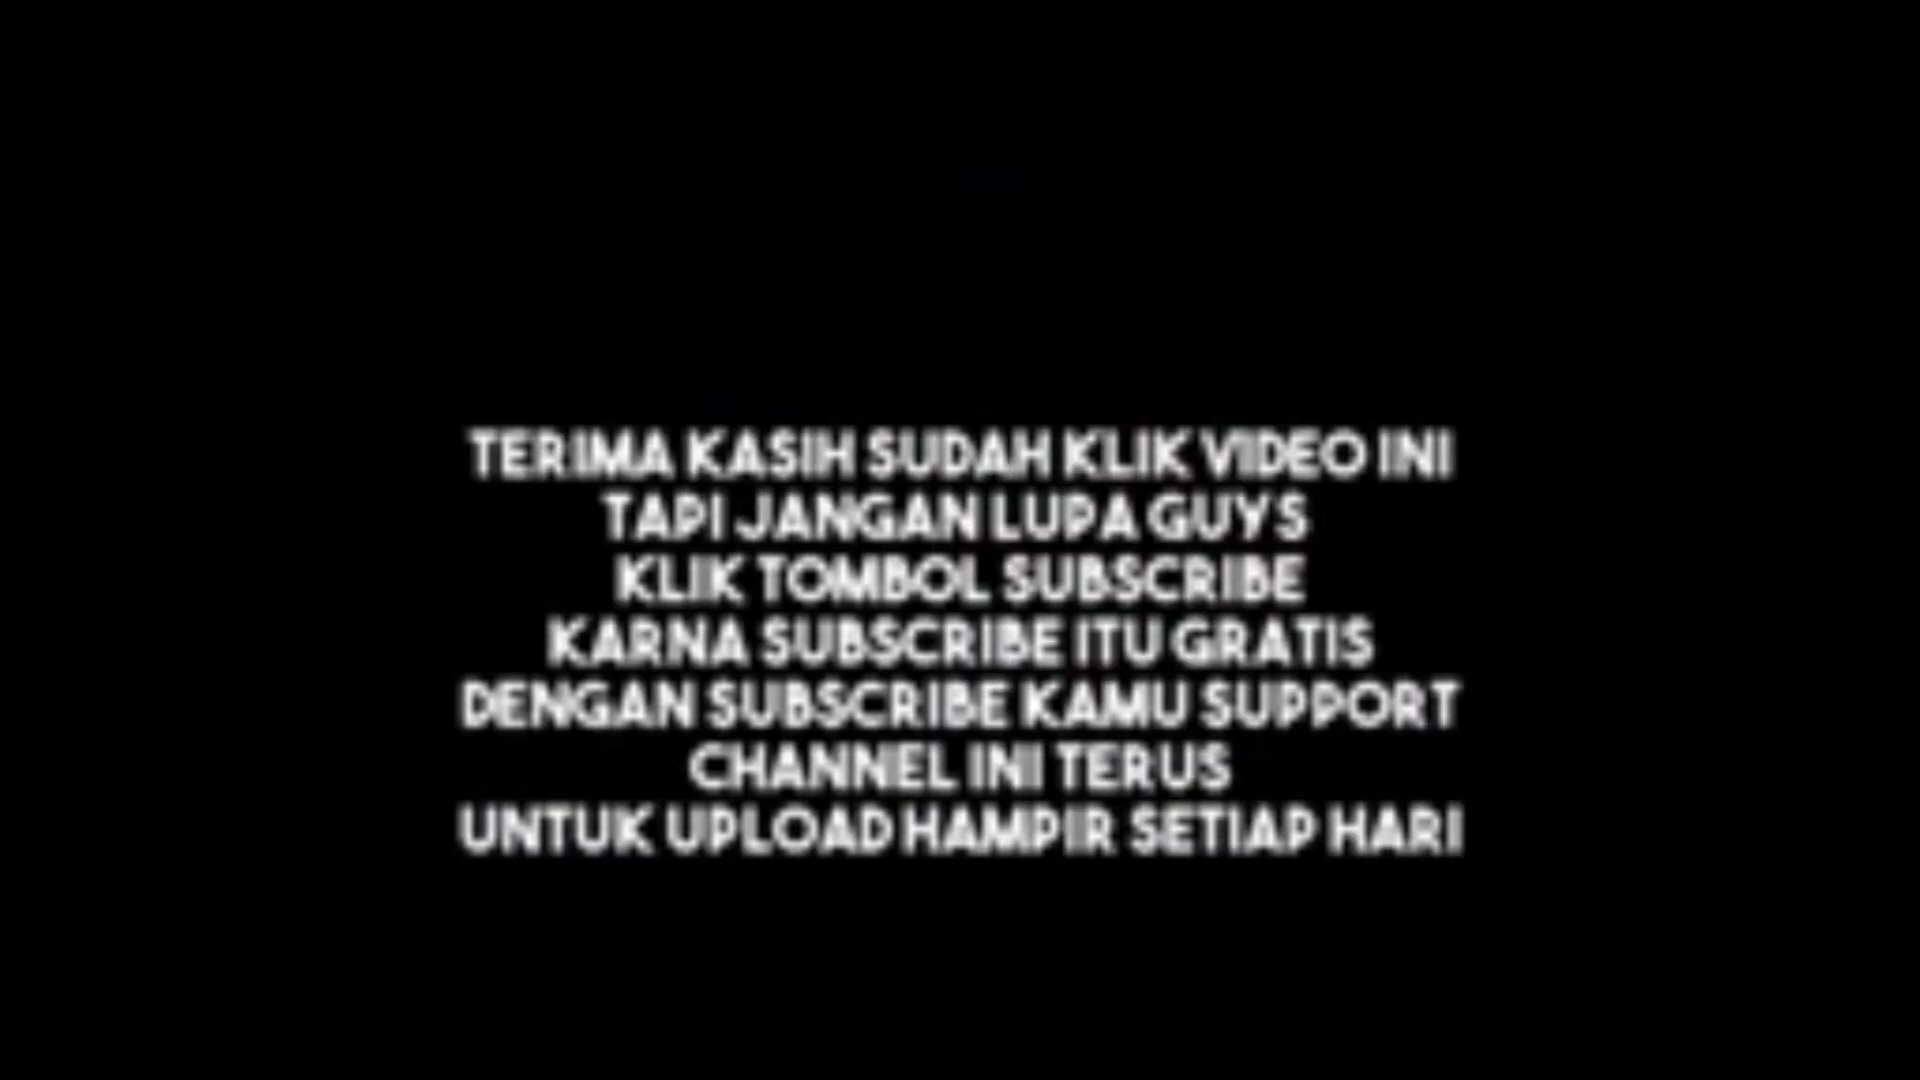 TERIMA KASIH SUDAH KLIK VIDEO INI
TAPI JANGAN LUPA GUYS
KLIK TOMBOL SUBSCRIBE
KARNA SUBSCRIBE ITU GRATIS
DENGAN SUBSCRIBE KAMU SUPPORT
CHANNEL INI TERUS
UNTUK UPLOAD HAMPIR SETIAP HARI